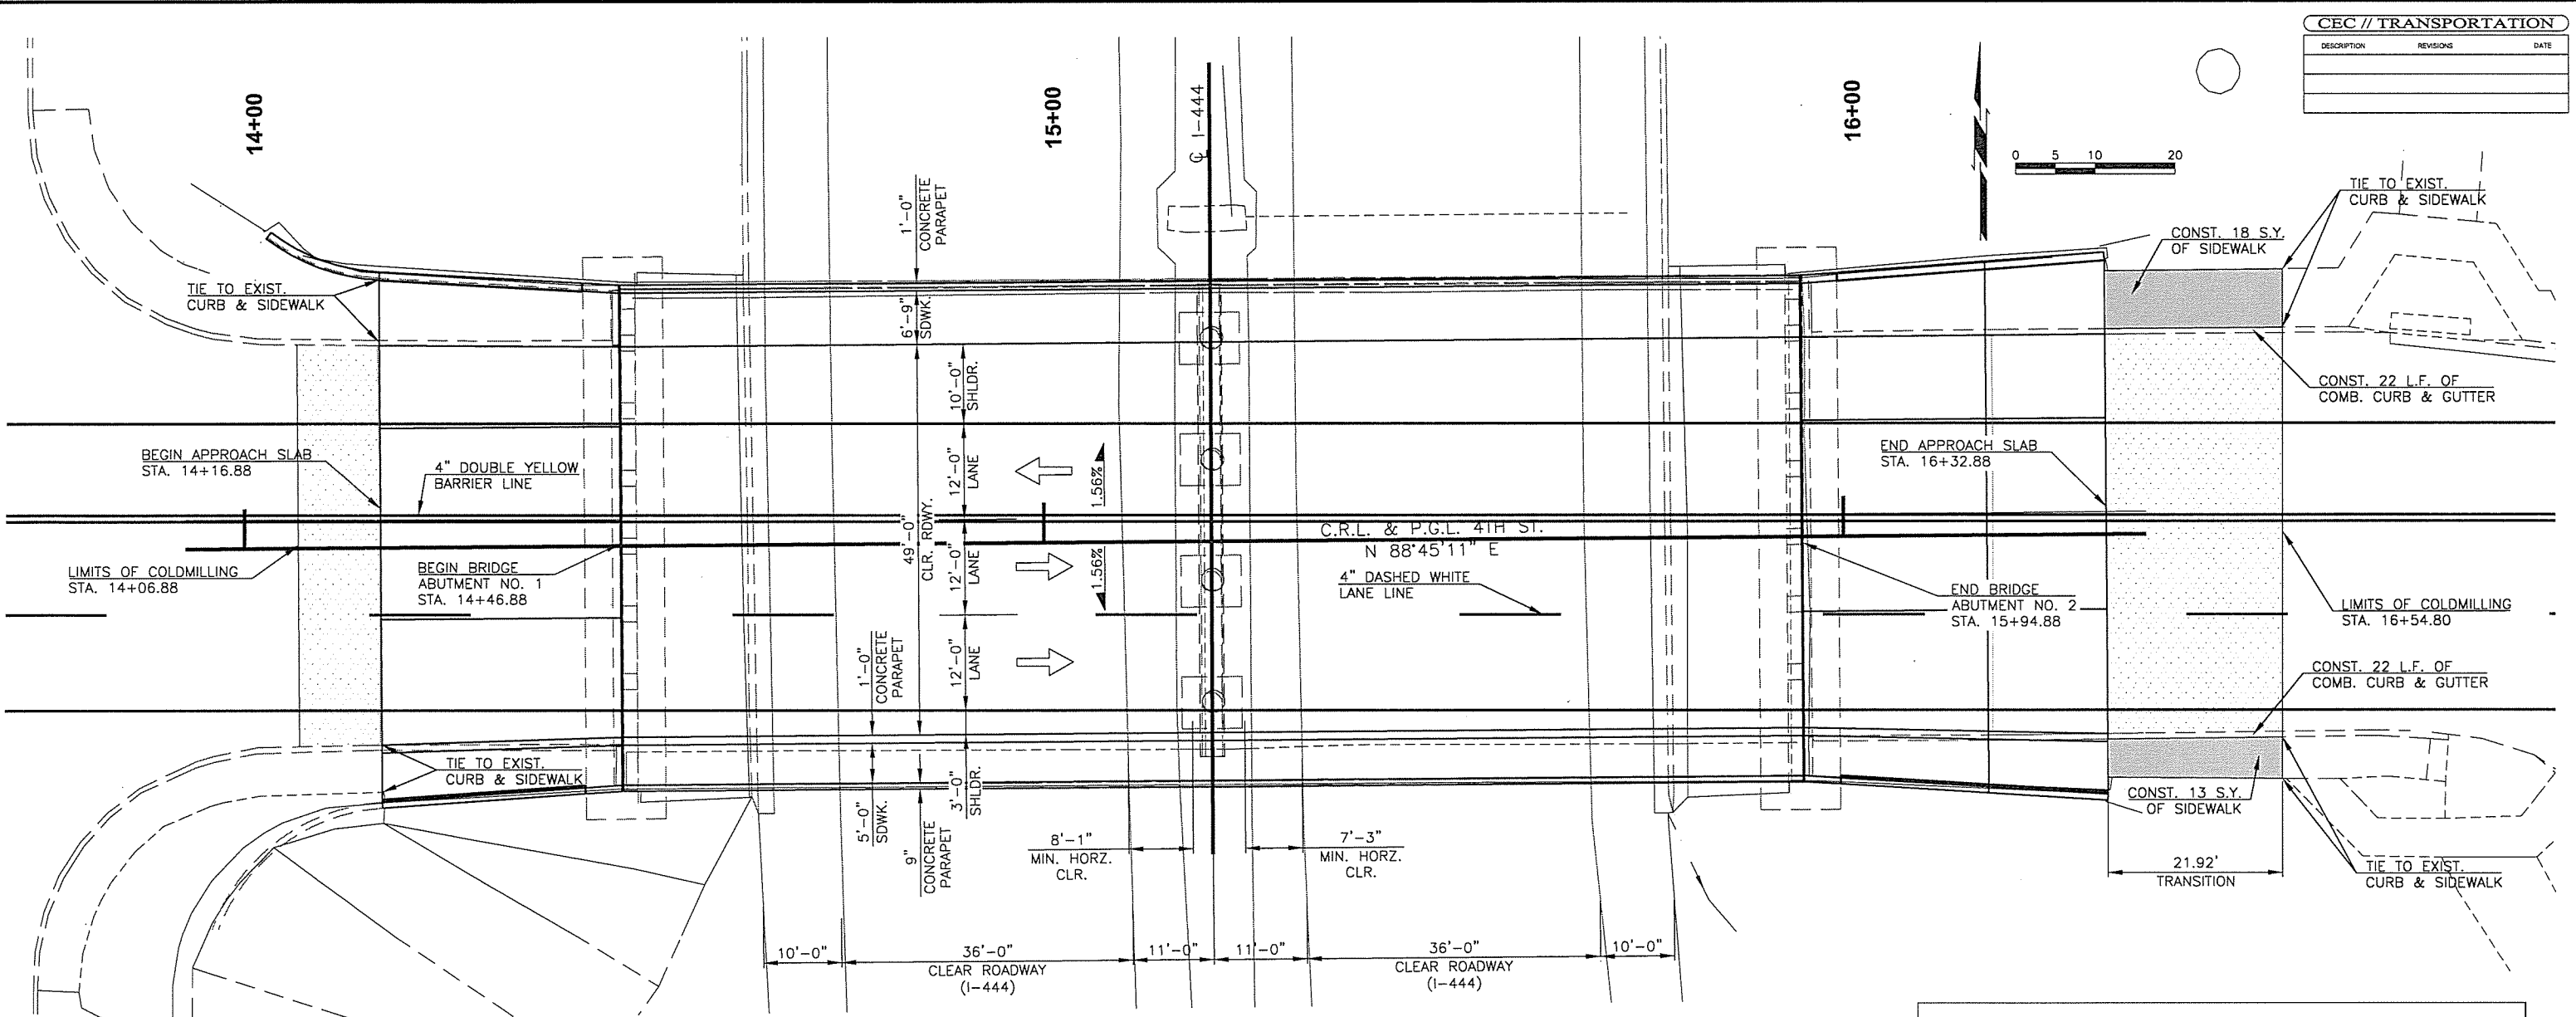 CEC // TRANSPORTATION
DESCRIPTION REVISIONS DATE
14+00
15+00
16+00
℄ I-444
0 5 10 20
TIE TO EXIST.
CURB & SIDEWALK
CONST. 18 S.Y.
OF SIDEWALK
1'-0"
CONCRETE
PARAPET
TIE TO EXIST.
CURB & SIDEWALK
6'-9"
SDWK.
10'-0"
SHLDR.
CONST. 22 L.F. OF
COMB. CURB & GUTTER
BEGIN APPROACH SLAB
STA. 14+16.88
4" DOUBLE YELLOW
BARRIER LINE
12'-0"
LANE
1.56%
END APPROACH SLAB
STA. 16+32.88
49'-0"
CLR. RDWY.
C.R.L. & P.G.L. 4TH ST.
N 88°45'11" E
12'-0"
LANE
1.56%
LIMITS OF COLDMILLING
STA. 14+06.88
BEGIN BRIDGE
ABUTMENT NO. 1
STA. 14+46.88
4" DASHED WHITE
LANE LINE
END BRIDGE
ABUTMENT NO. 2
STA. 15+94.88
LIMITS OF COLDMILLING
STA. 16+54.80
1'-0"
CONCRETE
PARAPET
12'-0"
LANE
CONST. 22 L.F. OF
COMB. CURB & GUTTER
TIE TO EXIST.
CURB & SIDEWALK
5'-0"
SDWK.
3'-0"
SHLDR.
CONST. 13 S.Y.
OF SIDEWALK
9"
CONCRETE
PARAPET
8'-1"
MIN. HORZ.
CLR.
7'-3"
MIN. HORZ.
CLR.
21.92'
TRANSITION
TIE TO EXIST.
CURB & SIDEWALK
10'-0"
36'-0"
CLEAR ROADWAY
(I-444)
11'-0"
11'-0"
36'-0"
CLEAR ROADWAY
(I-444)
10'-0"